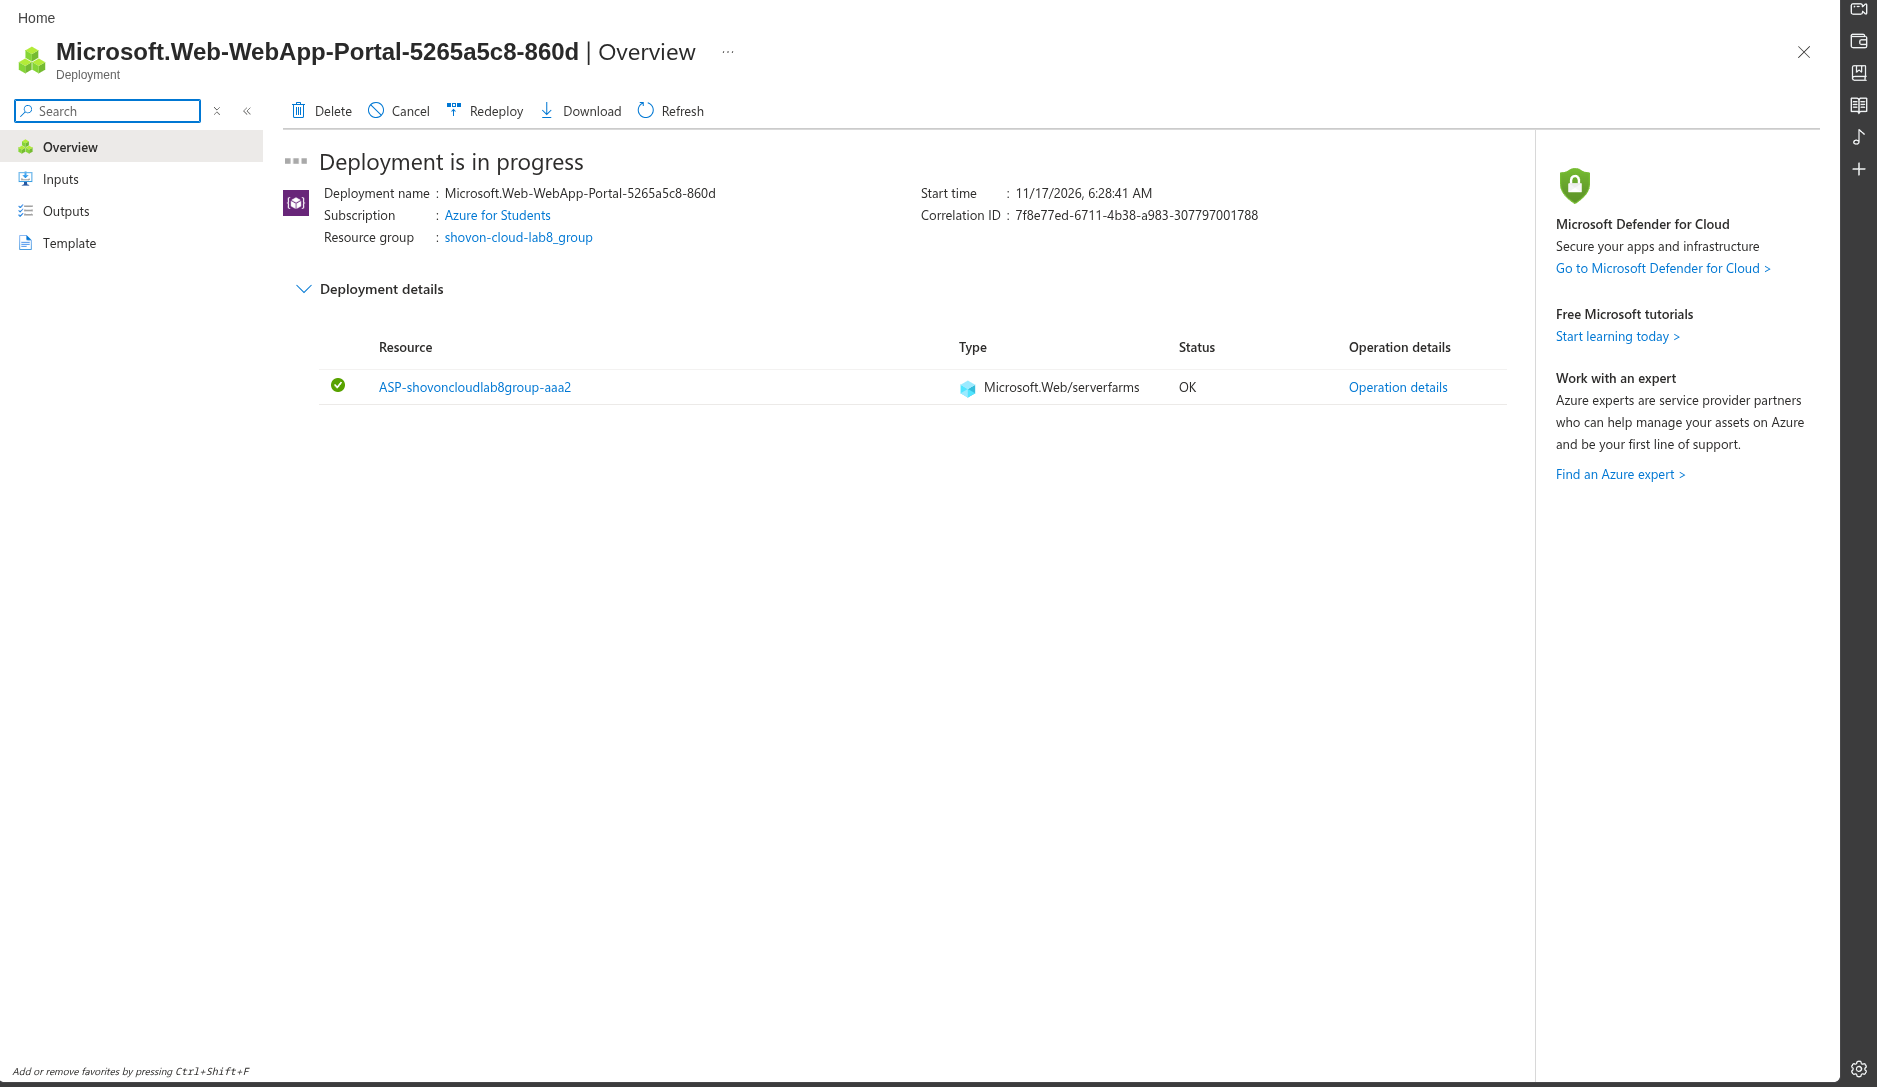 Home
Microsoft.Web-WebApp-Portal-5265a5c8-860d | Overview ...
Deployment
Search
Overview
Inputs
Outputs
Template
Delete Cancel Redeploy Download Refresh
Deployment is in progress
Deployment name : Microsoft.Web-WebApp-Portal-5265a5c8-860d
Subscription : Azure for Students
Resource group : shovon-cloud-lab8_group
Start time : 11/17/2026, 6:28:41 AM
Correlation ID : 7f8e77ed-6711-4b38-a983-307797001788
Deployment details
Resource Type Status Operation details
ASP-shovoncloudlab8group-aaa2 Microsoft.Web/serverfarms OK Operation details
Microsoft Defender for Cloud
Secure your apps and infrastructure
Go to Microsoft Defender for Cloud >
Free Microsoft tutorials
Start learning today >
Work with an expert
Azure experts are service provider partners
who can help manage your assets on Azure
and be your first line of support.
Find an Azure expert >
Add or remove favorites by pressing Ctrl+Shift+F